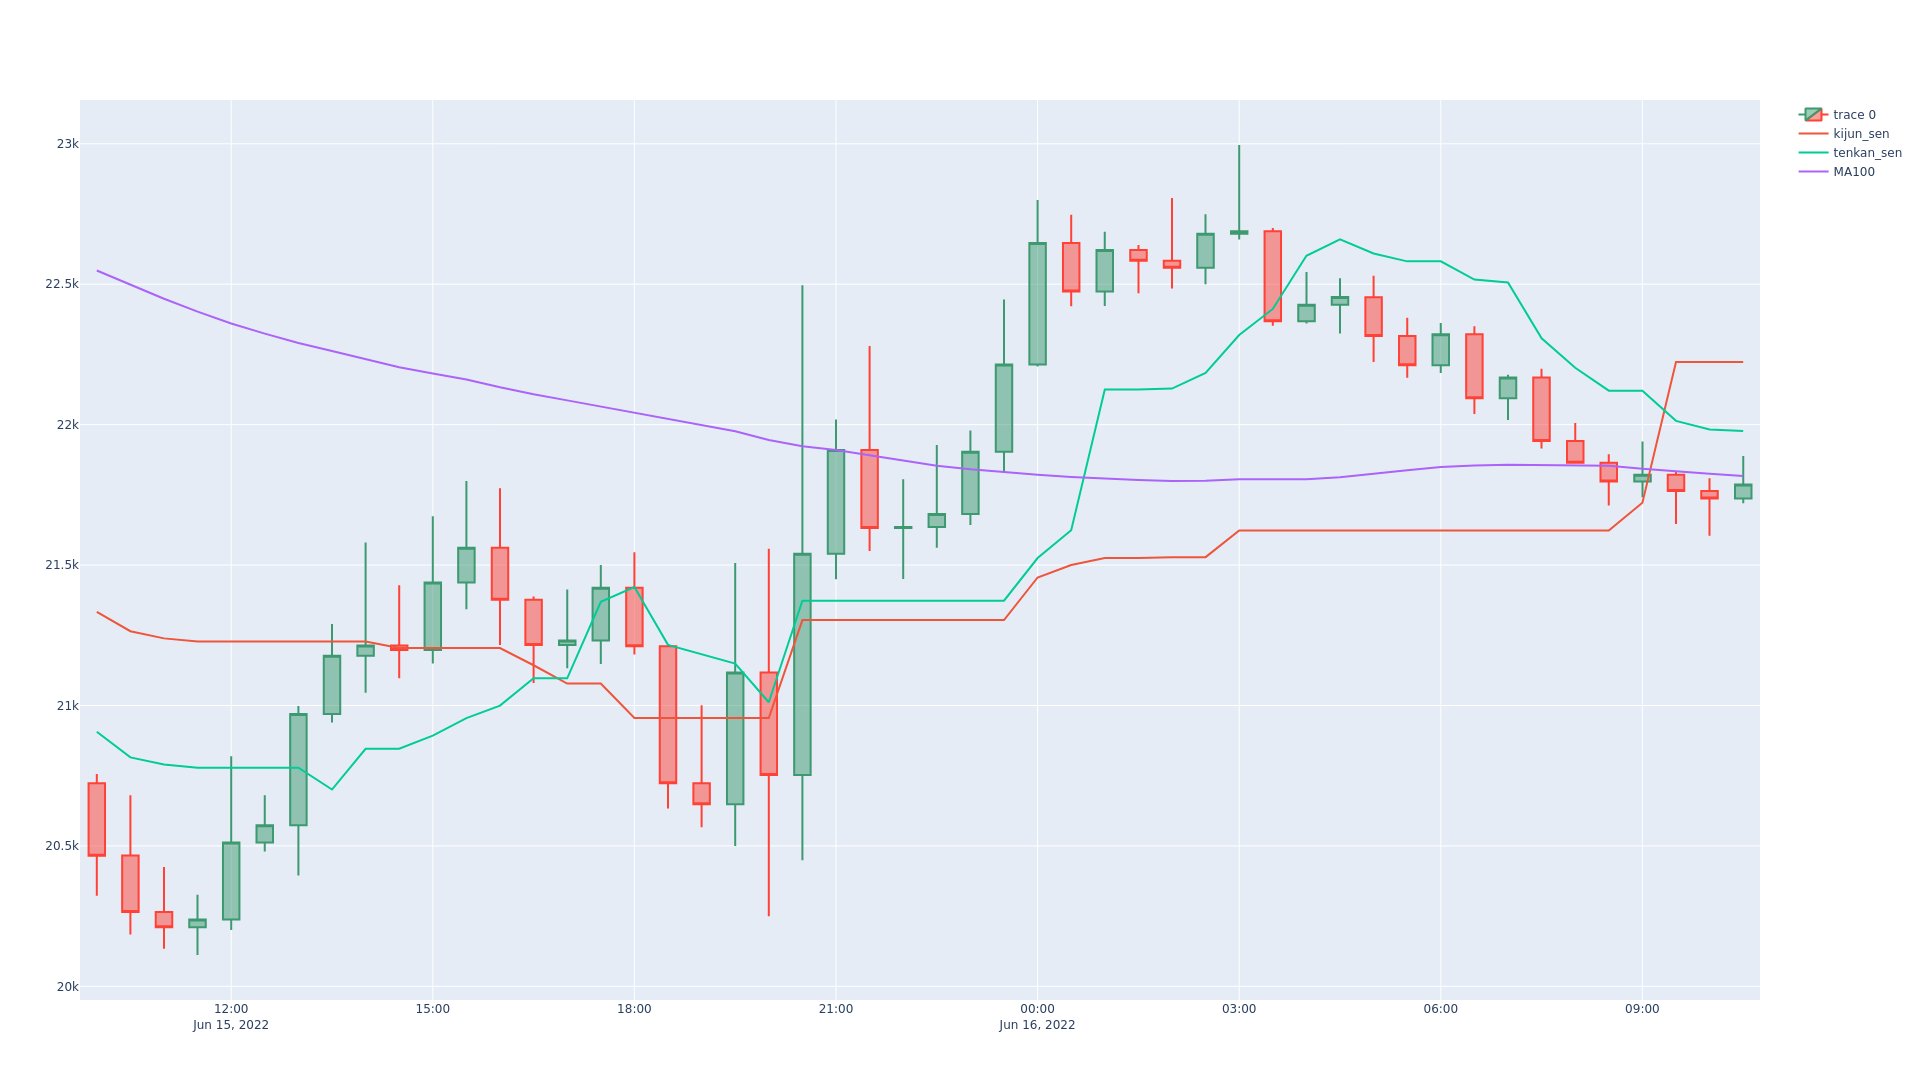 trace 0
kijun_sen
tenkan_sen
MA100
23k
22.5k
22k
21.5k
21k
20.5k
20k
12:00 15:00 18:00 21:00 00:00 03:00 06:00 09:00
Jun 15, 2022 Jun 16, 2022